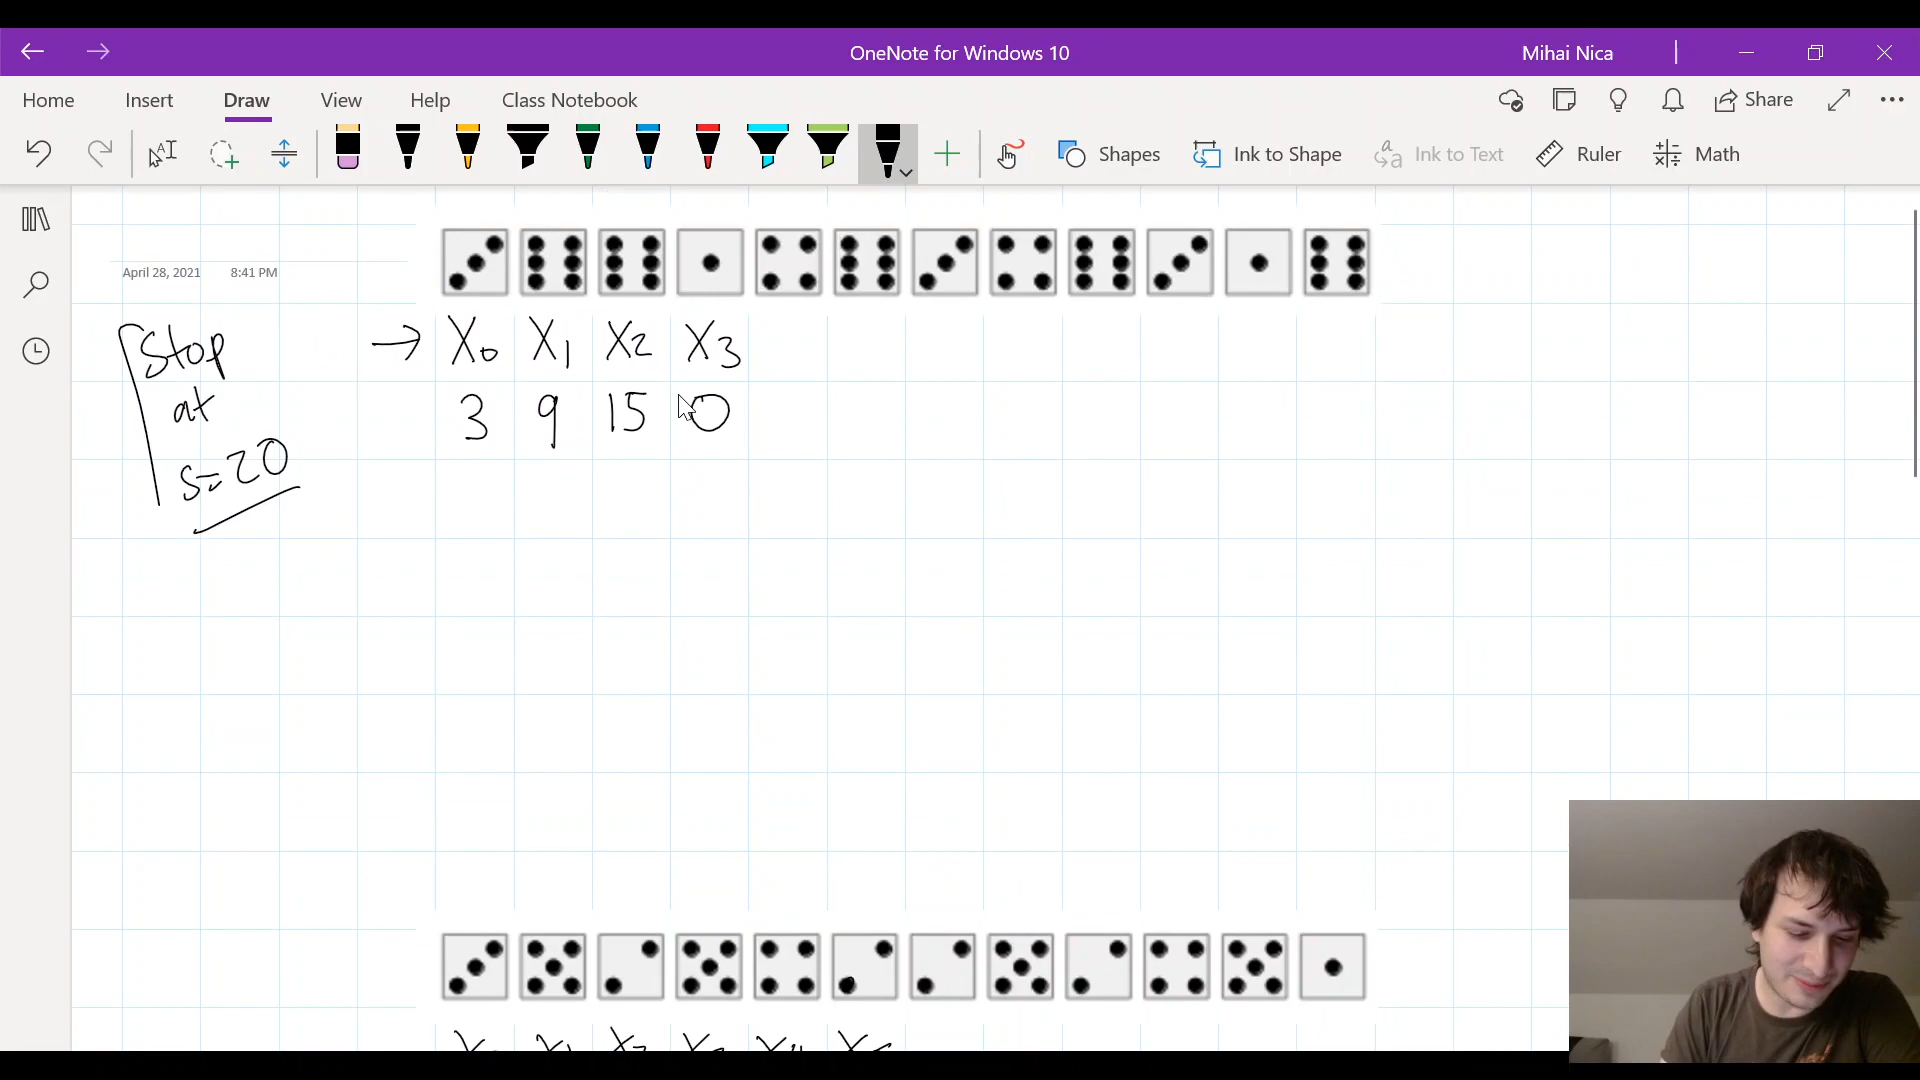 OneNote for Windows 10
Mihai Nica
Home Insert Draw View Help Class Notebook
Share
Shapes Ink to Shape Ink to Text Ruler Math
April 28, 2021 8:41 PM
Stop
at
s=20
→ X₀ X₁ X₂ X₃
3 9 15 0